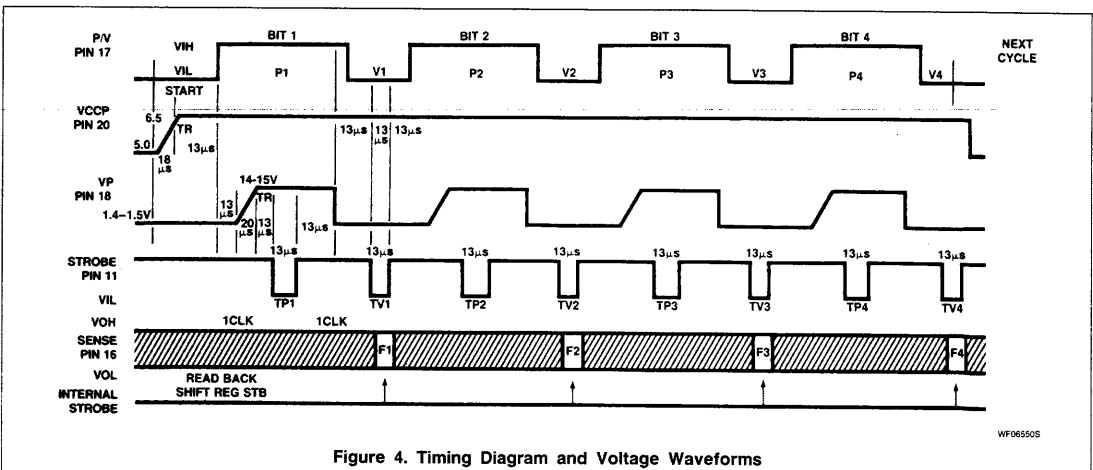 P/V
PIN 17
VIH
VIL
START
BIT 1
P1
V1
BIT 2
P2
V2
BIT 3
P3
V3
BIT 4
P4
V4
NEXT
CYCLE
VCCP
PIN 20
6.5
5.0
TR
18
μs
13μs
13μs
13
μs
13μs
VP
PIN 18
1.4–1.5V
14-15V
TR
13
μs
20
μs
13
μs
13μs
STROBE
PIN 11
VIL
13μs
13μs
13μs
13μs
13μs
13μs
13μs
13μs
TP1
TV1
TP2
TV2
TP3
TV3
TP4
TV4
VOH
SENSE
PIN 16
VOL
1CLK
1CLK
F1
F2
F3
F4
READ BACK
SHIFT REG STB
INTERNAL
STROBE
WF06550S
Figure 4. Timing Diagram and Voltage Waveforms